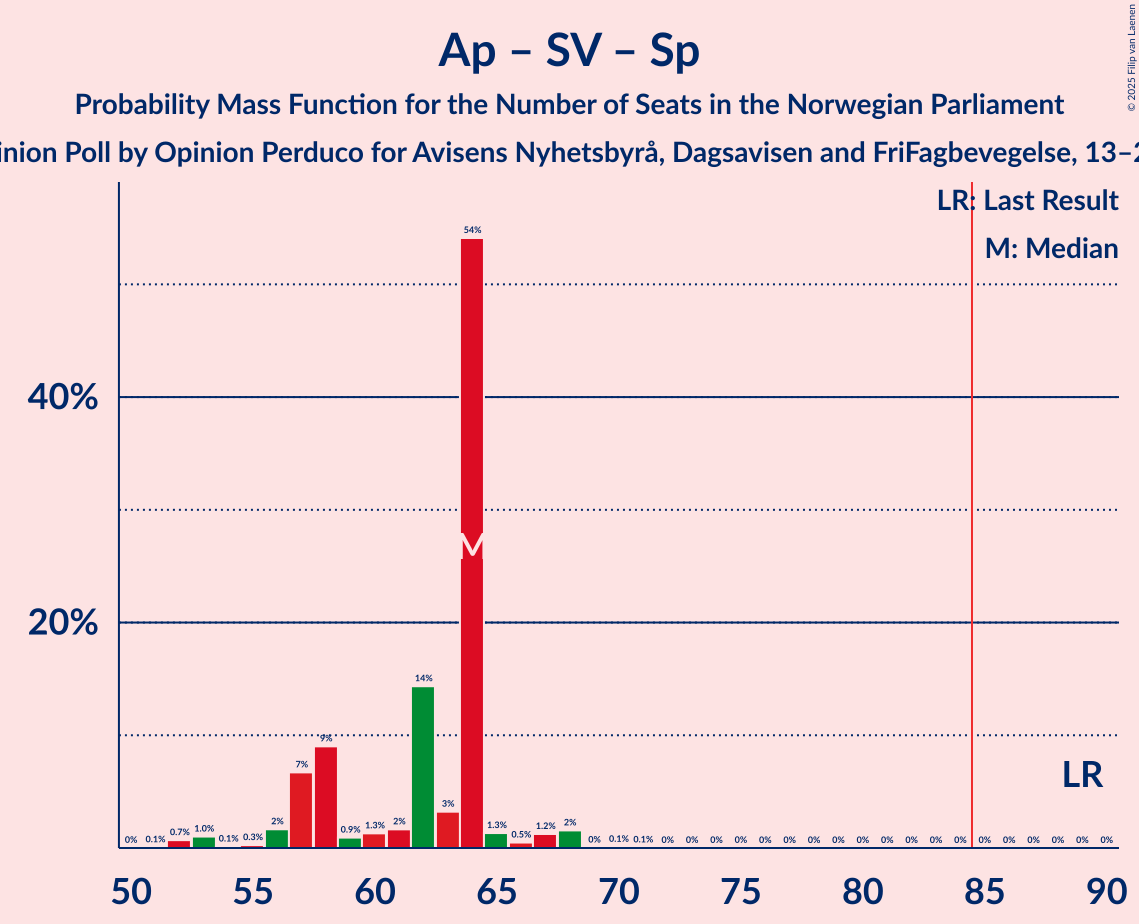 Ap – SV – Sp
Probability Mass Function for the Number of Seats in the Norwegian Parliament
Poll by Opinion Perduco for Avisens Nyhetsbyrå, Dagsavisen and FriFagbevegelse,
© 2025 Filip van Laenen
LR: Last Result
M: Median
54%
40%
M
20%
14%
9%
7%
3%
0% 0.1% 0.7% 1.0% 0.1% 0.3% 2% 0.9% 1.3% 2% 1.3% 0.5% 1.2% 2% 0% 0.1% 0.1% 0% 0% 0% 0% 0% 0% 0% 0% 0% 0% 0% 0% 0% 0% 0% 0% 0% 0% 0%
LR
50 55 60 65 70 75 80 85 90